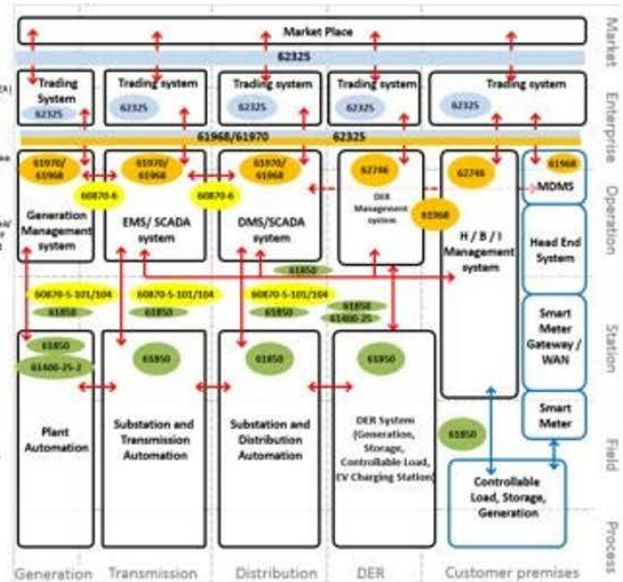 Market Place
Market
62325
Trading System
62325
Trading system
62325
Trading system
62325
Trading system
62325
Trading system
62325
Enterprise
61968/61970
62325
61970/
61968
61970/
61968
61970/
61968
62746
62746
61968
60870-6
60870-6
61968
Generation
Management
system
EMS/ SCADA
system
DMS/SCADA
system
DER
Management
system
H / B / I
Management
system
MDMS
Head End
System
Operation
61850
60870-5-101/104
61850
60870-5-101/104
61850
60870-5-101/104
61850
61850
61400-25
Smart
Meter
Gateway /
WAN
Station
61850
61400-25-2
61850
61850
61850
Plant
Automation
Substation and
Transmission
Automation
Substation and
Distribution
Automation
DER System
(Generation,
Storage,
Controllable Load,
EV Charging Station)
61850
Smart
Meter
Field
Controllable
Load, Storage,
Generation
Process
Generation
Transmission
Distribution
DER
Customer premises